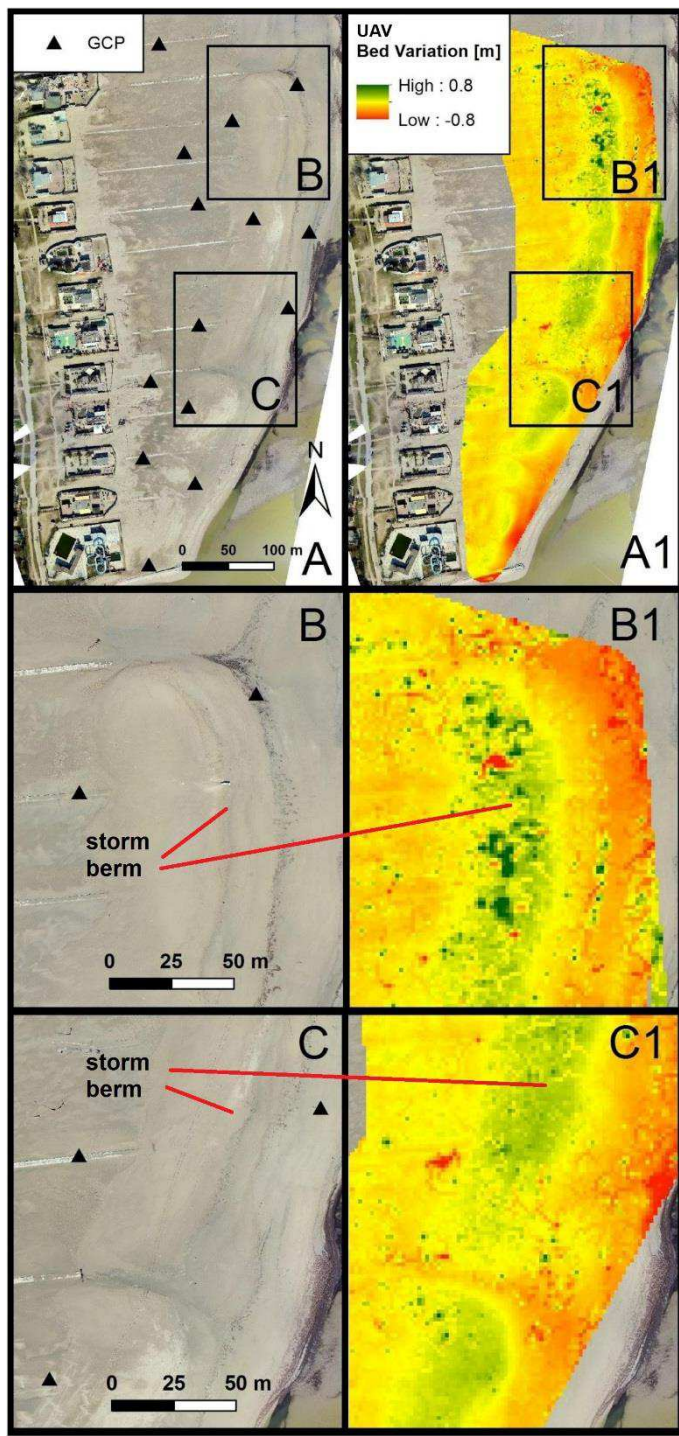 GCP
B
C
N
0 50 100 m
A
UAV
Bed Variation [m]
High : 0.8
Low : -0.8
B1
C1
A1
B
storm
berm
0 25 50 m
B1
C
storm
berm
0 25 50 m
C1